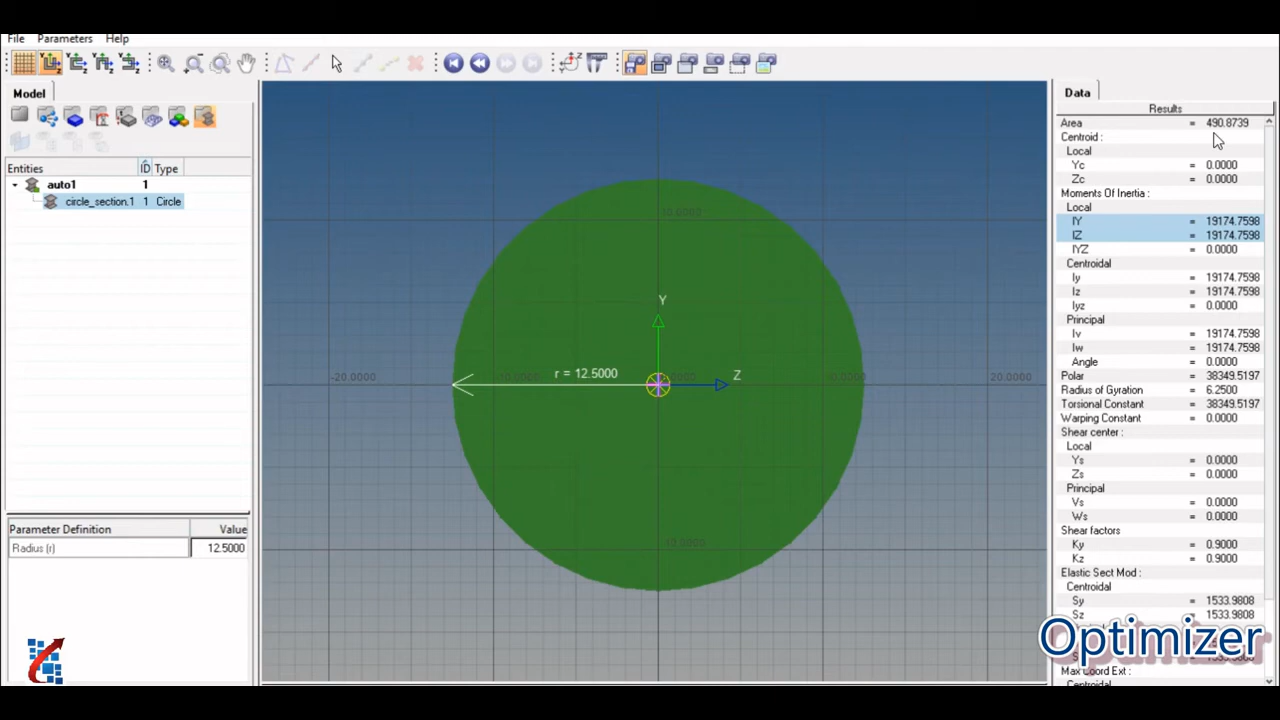 File Parameters Help
Model
Entities ID Type
auto1 1
circle_section.1 1 Circle
Parameter Definition Value
Radius (r) 12.5000
10.6000
Y
r = 12.5000
Z
-20.0000
20.0000
Data
Results
Area = 490.8739
Centroid :
Local
Yc = 0.0000
Zc = 0.0000
Moments Of Inertia :
Local
IY = 19174.7598
IZ = 19174.7598
IYZ = 0.0000
Centroidal
Iy = 19174.7598
Iz = 19174.7598
Iyz = 0.0000
Principal
Iv = 19174.7598
Iw = 19174.7598
Angle = 0.0000
Polar = 38349.5197
Radius of Gyration = 6.2500
Torsional Constant = 38349.5197
Warping Constant = 0.0000
Shear center :
Local
Ys = 0.0000
Zs = 0.0000
Principal
Vs = 0.0000
Ws = 0.0000
Shear factors
Ky = 0.9000
Kz = 0.9000
Elastic Sect Mod :
Centroidal
Sy = 1533.9808
Sz = 1533.9808
Optimizer
Max Coord Ext :
Centroidal